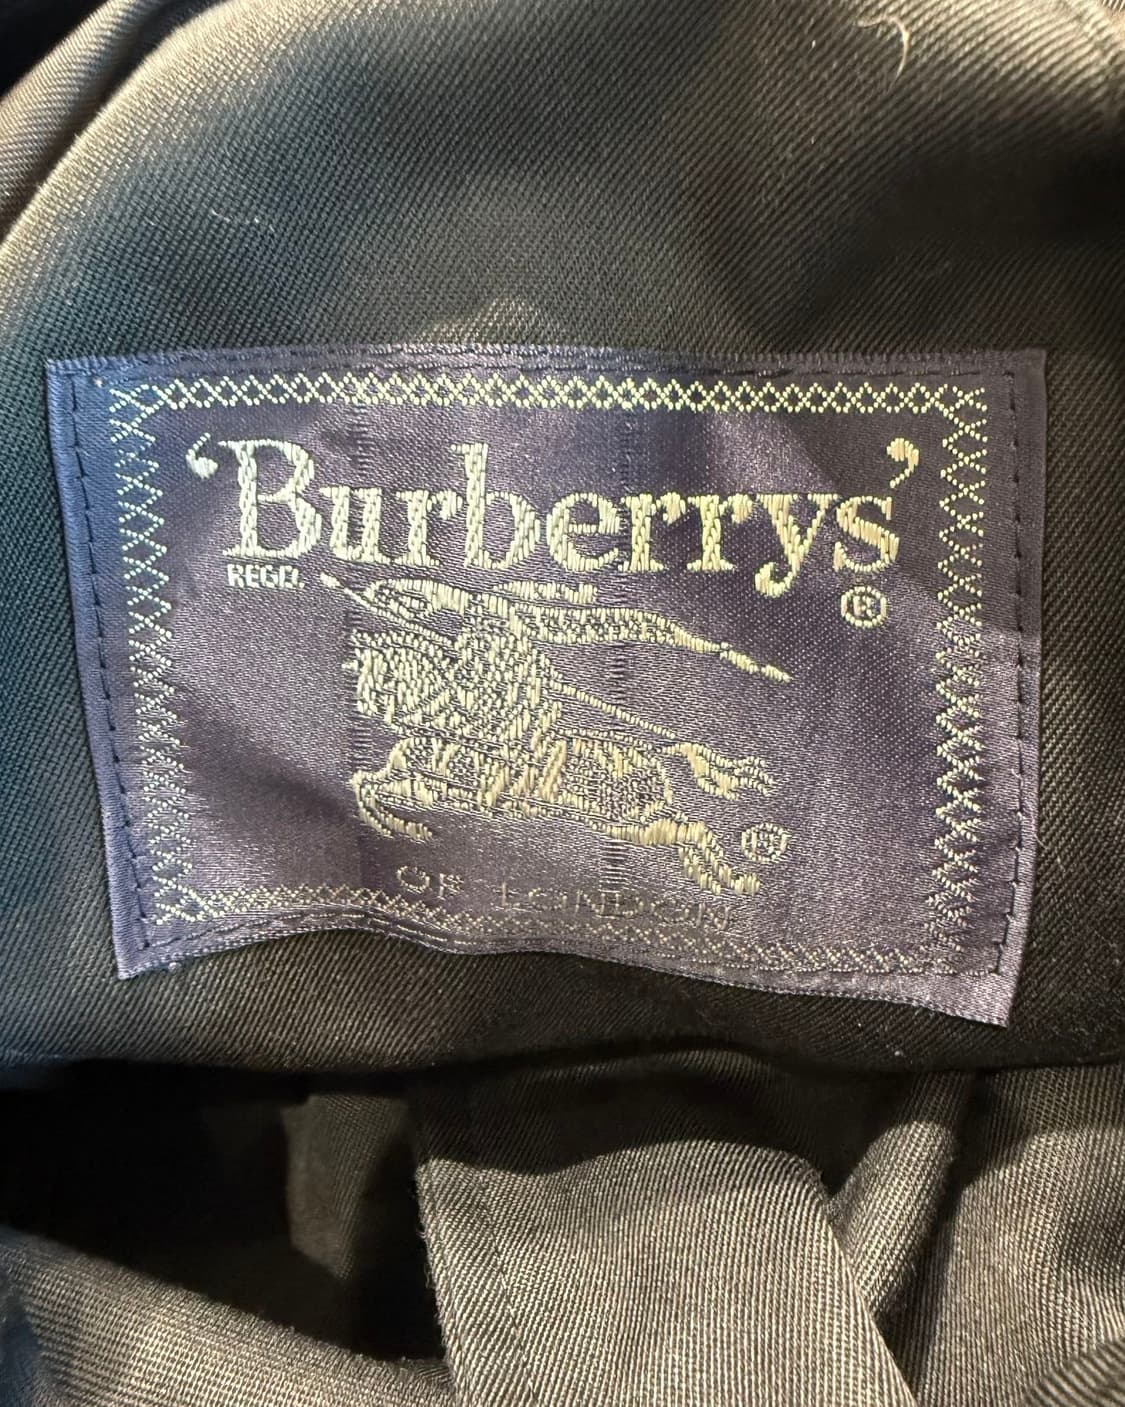 ‘Burberrys’
REGD. ®
®
OF LONDON